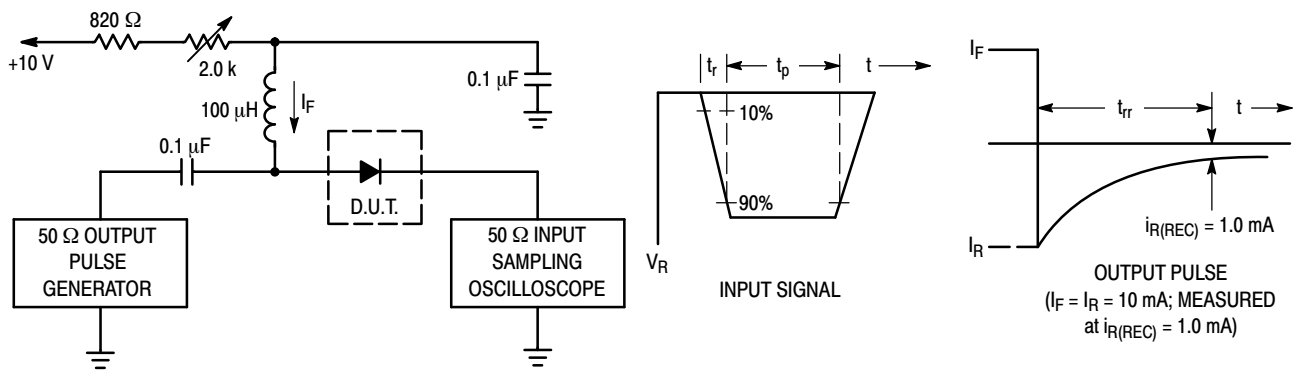 820 Ω
+10 V
2.0 k
100 μH
I_F
0.1 μF
0.1 μF
D.U.T.
50 Ω OUTPUT
PULSE
GENERATOR
50 Ω INPUT
SAMPLING
OSCILLOSCOPE
t_r
t_p
t
10%
90%
V_R
INPUT SIGNAL
I_F
t_rr
t
I_R
i_R(REC) = 1.0 mA
OUTPUT PULSE
(I_F = I_R = 10 mA; MEASURED
at i_R(REC) = 1.0 mA)